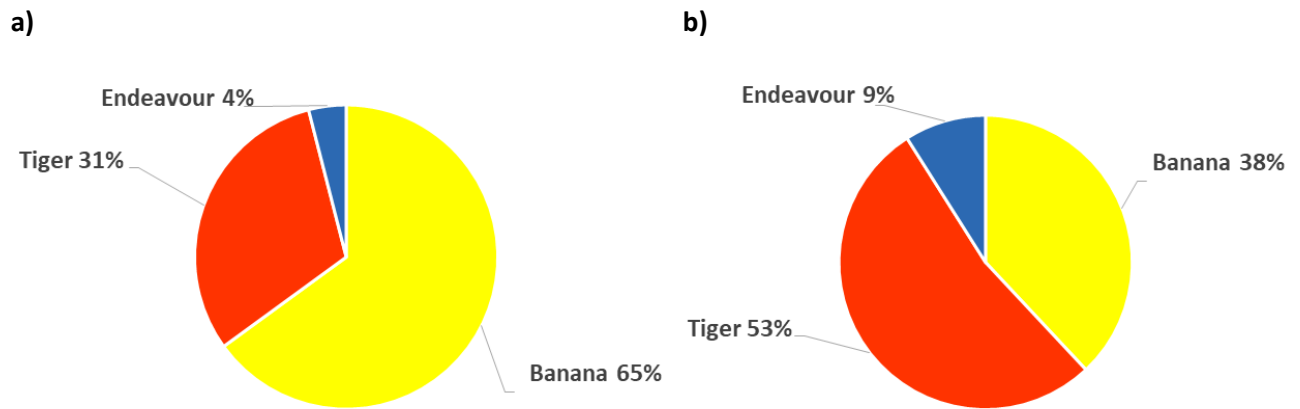 a)
Endeavour 4%
Tiger 31%
Banana 65%
b)
Endeavour 9%
Banana 38%
Tiger 53%